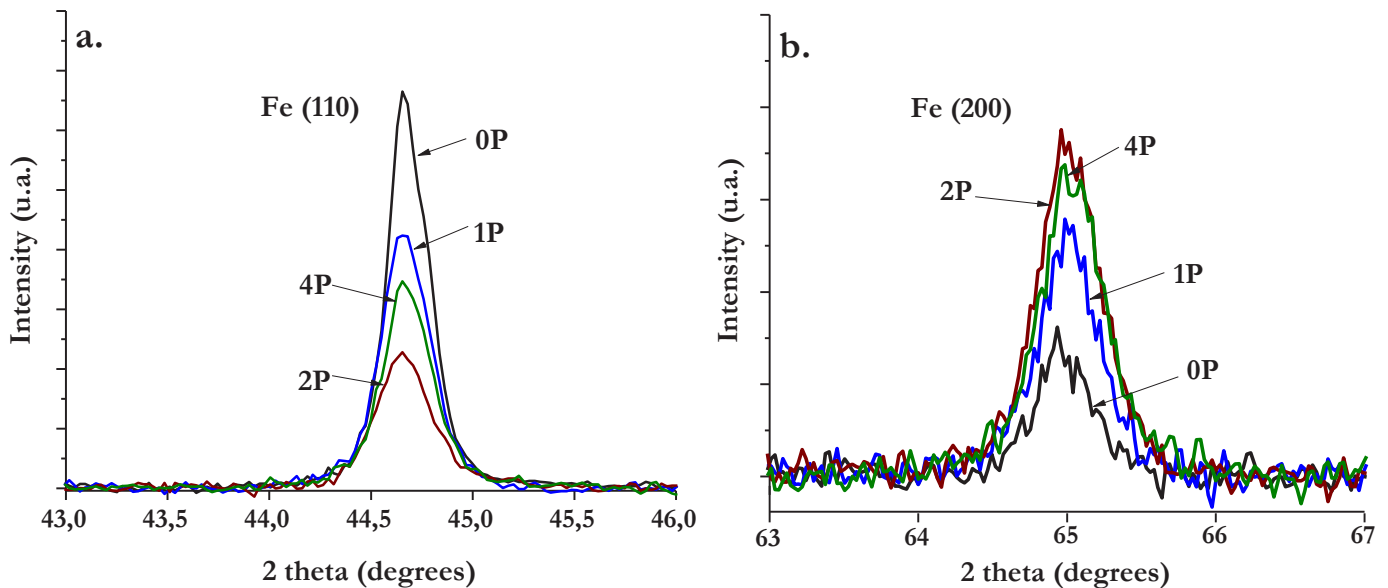 a.
Fe (110)
0P
1P
4P
2P
Intensity (u.a.)
43,0 43,5 44,0 44,5 45,0 45,5 46,0
2 theta (degrees)
b.
Fe (200)
4P
2P
1P
0P
Intensity (u.a.)
63 64 65 66 67
2 theta (degrees)